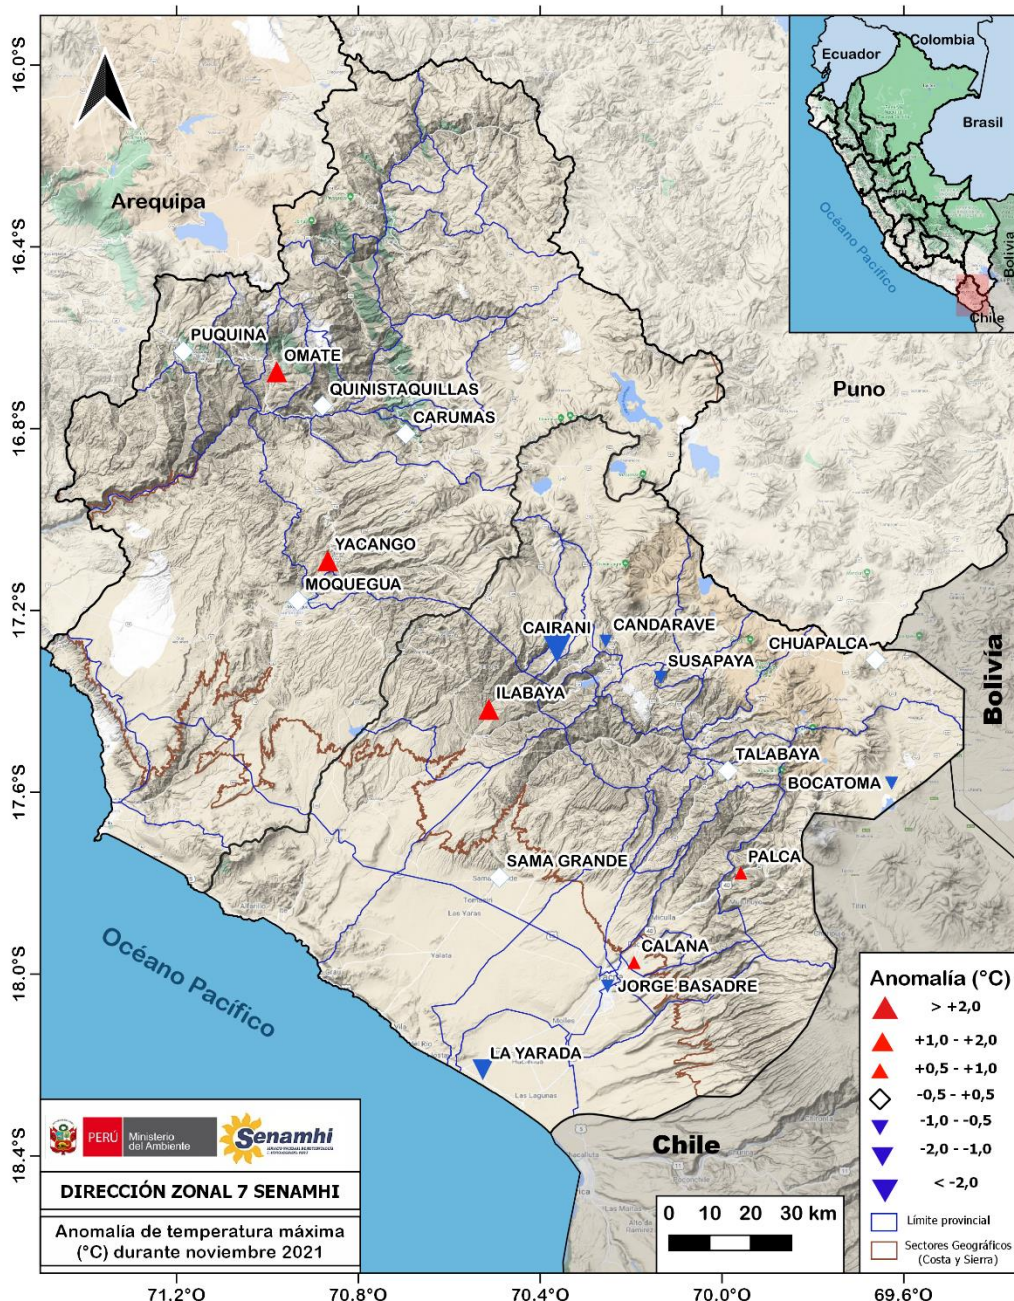 16.0°S
16.4°S
16.8°S
17.2°S
17.6°S
18.0°S
18.4°S
Ecuador
Colombia
Brasil
Océano Pacífico
Bolivia
Chile
Arequipa
Puno
PUQUINA
OMATE
QUINISTAQUILLAS
CARUMAS
YACANGO
MOQUEGUA
CAIRANI
CANDARAVE
CHUAPALCA
SUSAPAYA
ILABAYA
Bolivia
TALABAYA
BOCATOMA
PALCA
SAMA GRANDE
CALANA
JORGE BASADRE
LA YARADA
Océano Pacífico
Chile
Anomalía (°C)
> +2,0
+1,0 - +2,0
+0,5 - +1,0
-0,5 - +0,5
-1,0 - -0,5
-2,0 - -1,0
< -2,0
Límite provincial
Sectores Geográficos
(Costa y Sierra)
PERÚ
Ministerio
del Ambiente
Senamhi
DIRECCIÓN ZONAL 7 SENAMHI
Anomalía de temperatura máxima
(°C) durante noviembre 2021
0 10 20 30 km
71.2°O
70.8°O
70.4°O
70.0°O
69.6°O